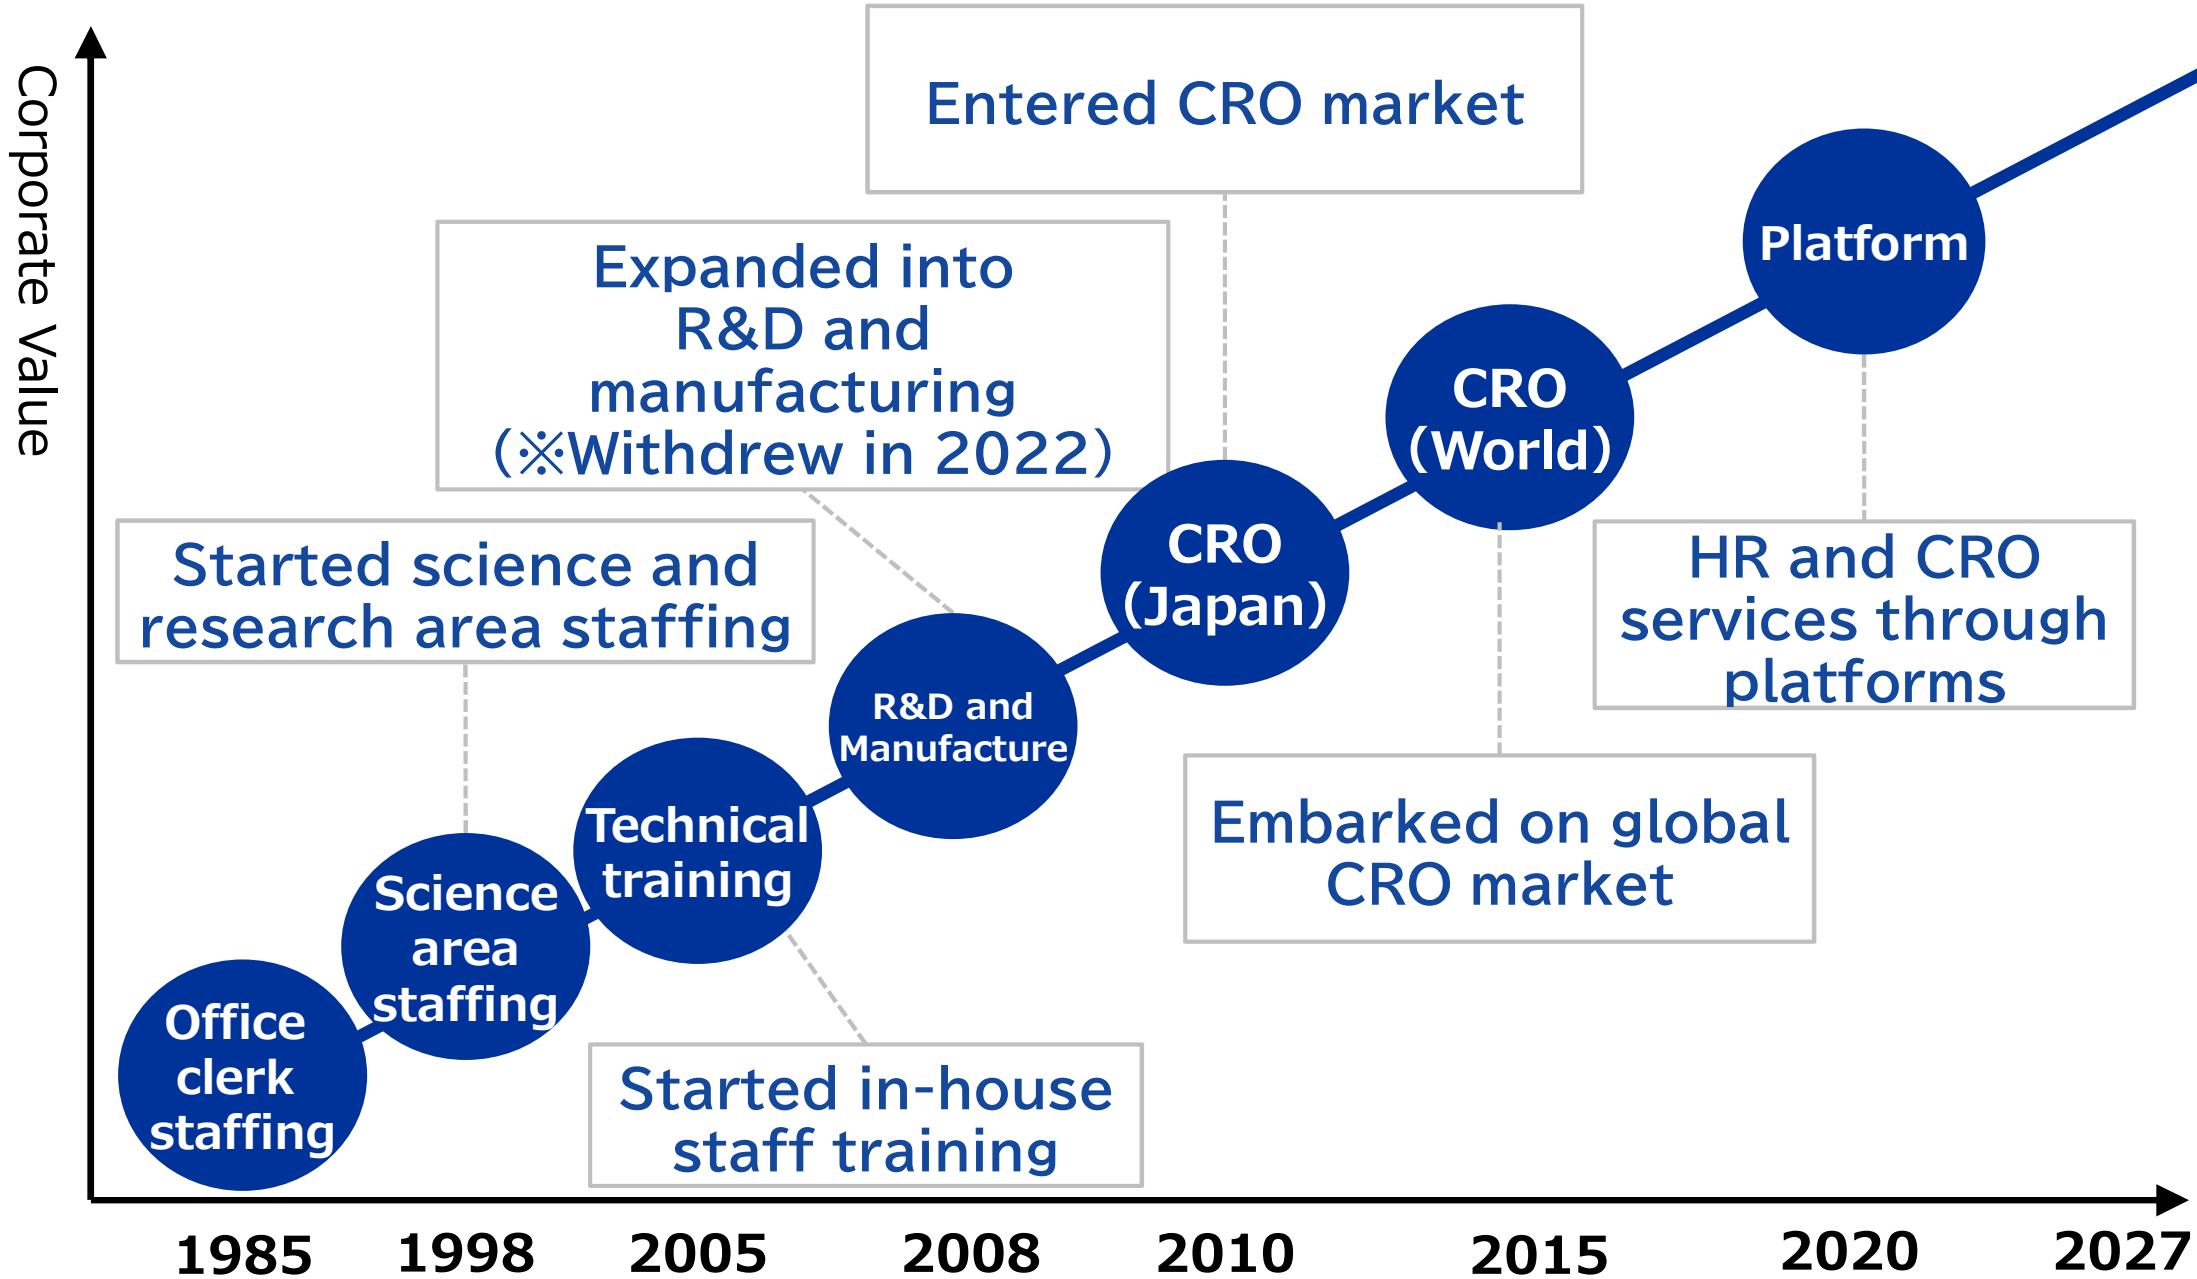 Corporate Value
Entered CRO market
Expanded into
R&D and
manufacturing
(※Withdrew in 2022)
Started science and
research area staffing
Platform
CRO
(World)
CRO
(Japan)
HR and CRO
services through
platforms
R&D and
Manufacture
Technical
training
Embarked on global
CRO market
Science
area
staffing
Office
clerk
staffing
Started in-house
staff training
1985
1998
2005
2008
2010
2015
2020
2027